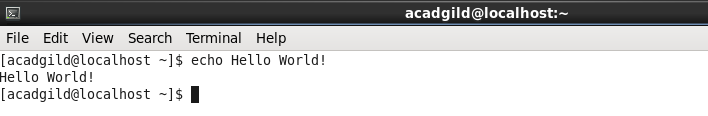 acadgild@localhost:~
File Edit View Search Terminal Help
[acadgild@localhost ~]$ echo Hello World!
Hello World!
[acadgild@localhost ~]$